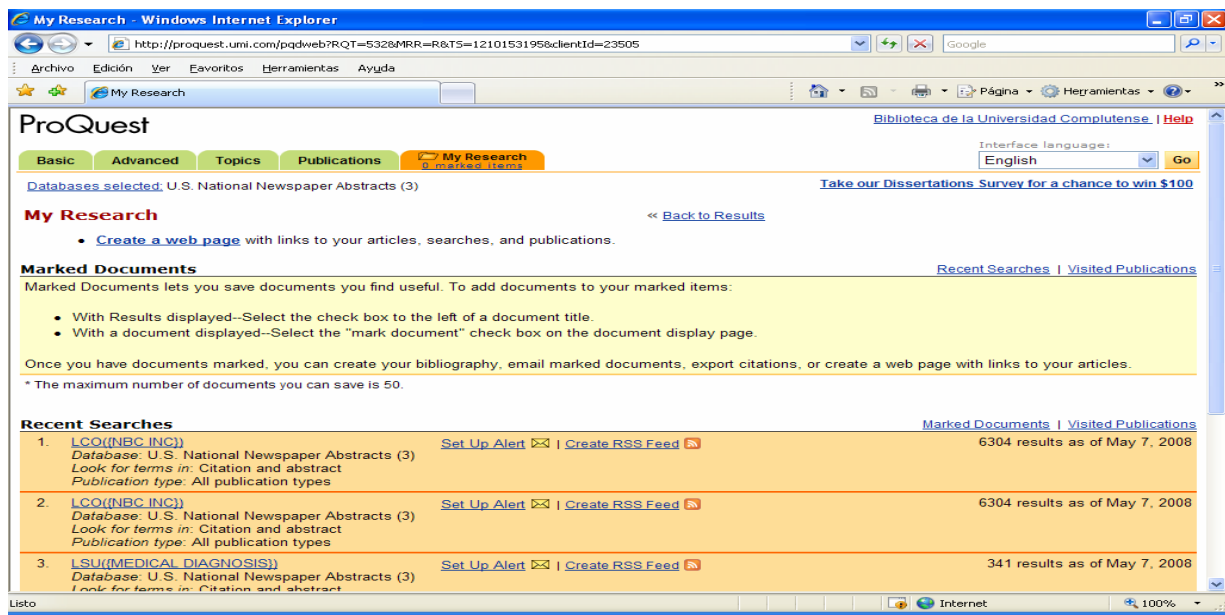 My Research - Windows Internet Explorer
http://proquest.umi.com/pqdweb?RQT=532&MRR=R&TS=1210153195&clientId=23505
Google
Archivo Edición Ver Favoritos Herramientas Ayuda
My Research Página Herramientas
ProQuest
Biblioteca de la Universidad Complutense | Help
Interface language:
Basic Advanced Topics Publications My Research
0 marked items
English Go
Databases selected: U.S. National Newspaper Abstracts (3)
Take our Dissertations Survey for a chance to win $100
My Research
« Back to Results
• Create a web page with links to your articles, searches, and publications.
Marked Documents
Recent Searches | Visited Publications
Marked Documents lets you save documents you find useful. To add documents to your marked items:
• With Results displayed--Select the check box to the left of a document title.
• With a document displayed--Select the "mark document" check box on the document display page.
Once you have documents marked, you can create your bibliography, email marked documents, export citations, or create a web page with links to your articles.
* The maximum number of documents you can save is 50.
Recent Searches
Marked Documents | Visited Publications
1. LCO({NBC INC}) Set Up Alert | Create RSS Feed 6304 results as of May 7, 2008
Database: U.S. National Newspaper Abstracts (3)
Look for terms in: Citation and abstract
Publication type: All publication types
2. LCO({NBC INC}) Set Up Alert | Create RSS Feed 6304 results as of May 7, 2008
Database: U.S. National Newspaper Abstracts (3)
Look for terms in: Citation and abstract
Publication type: All publication types
3. LSU({MEDICAL DIAGNOSIS}) Set Up Alert | Create RSS Feed 341 results as of May 7, 2008
Database: U.S. National Newspaper Abstracts (3)
Look for terms in: Citation and abstract
Listo Internet 100%